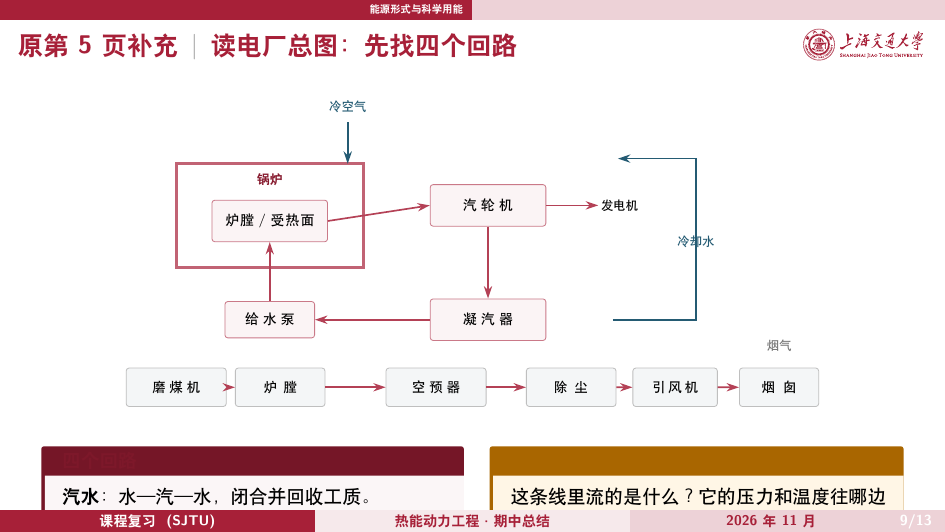 能源形式与科学用能
原第 5 页补充 | 读电厂总图：先找四个回路
上海交通大学
SHANGHAI JIAO TONG UNIVERSITY
冷空气
锅炉
炉膛 / 受热面
汽轮机
发电机
冷却水
给水泵
凝汽器
烟气
磨煤机
炉膛
空预器
除尘
引风机
烟囱
四个回路
汽水：水—汽—水，闭合并回收工质。
这条线里流的是什么？它的压力和温度往哪边
课程复习 (SJTU)
热能动力工程 · 期中总结
2026 年 11 月
9/13